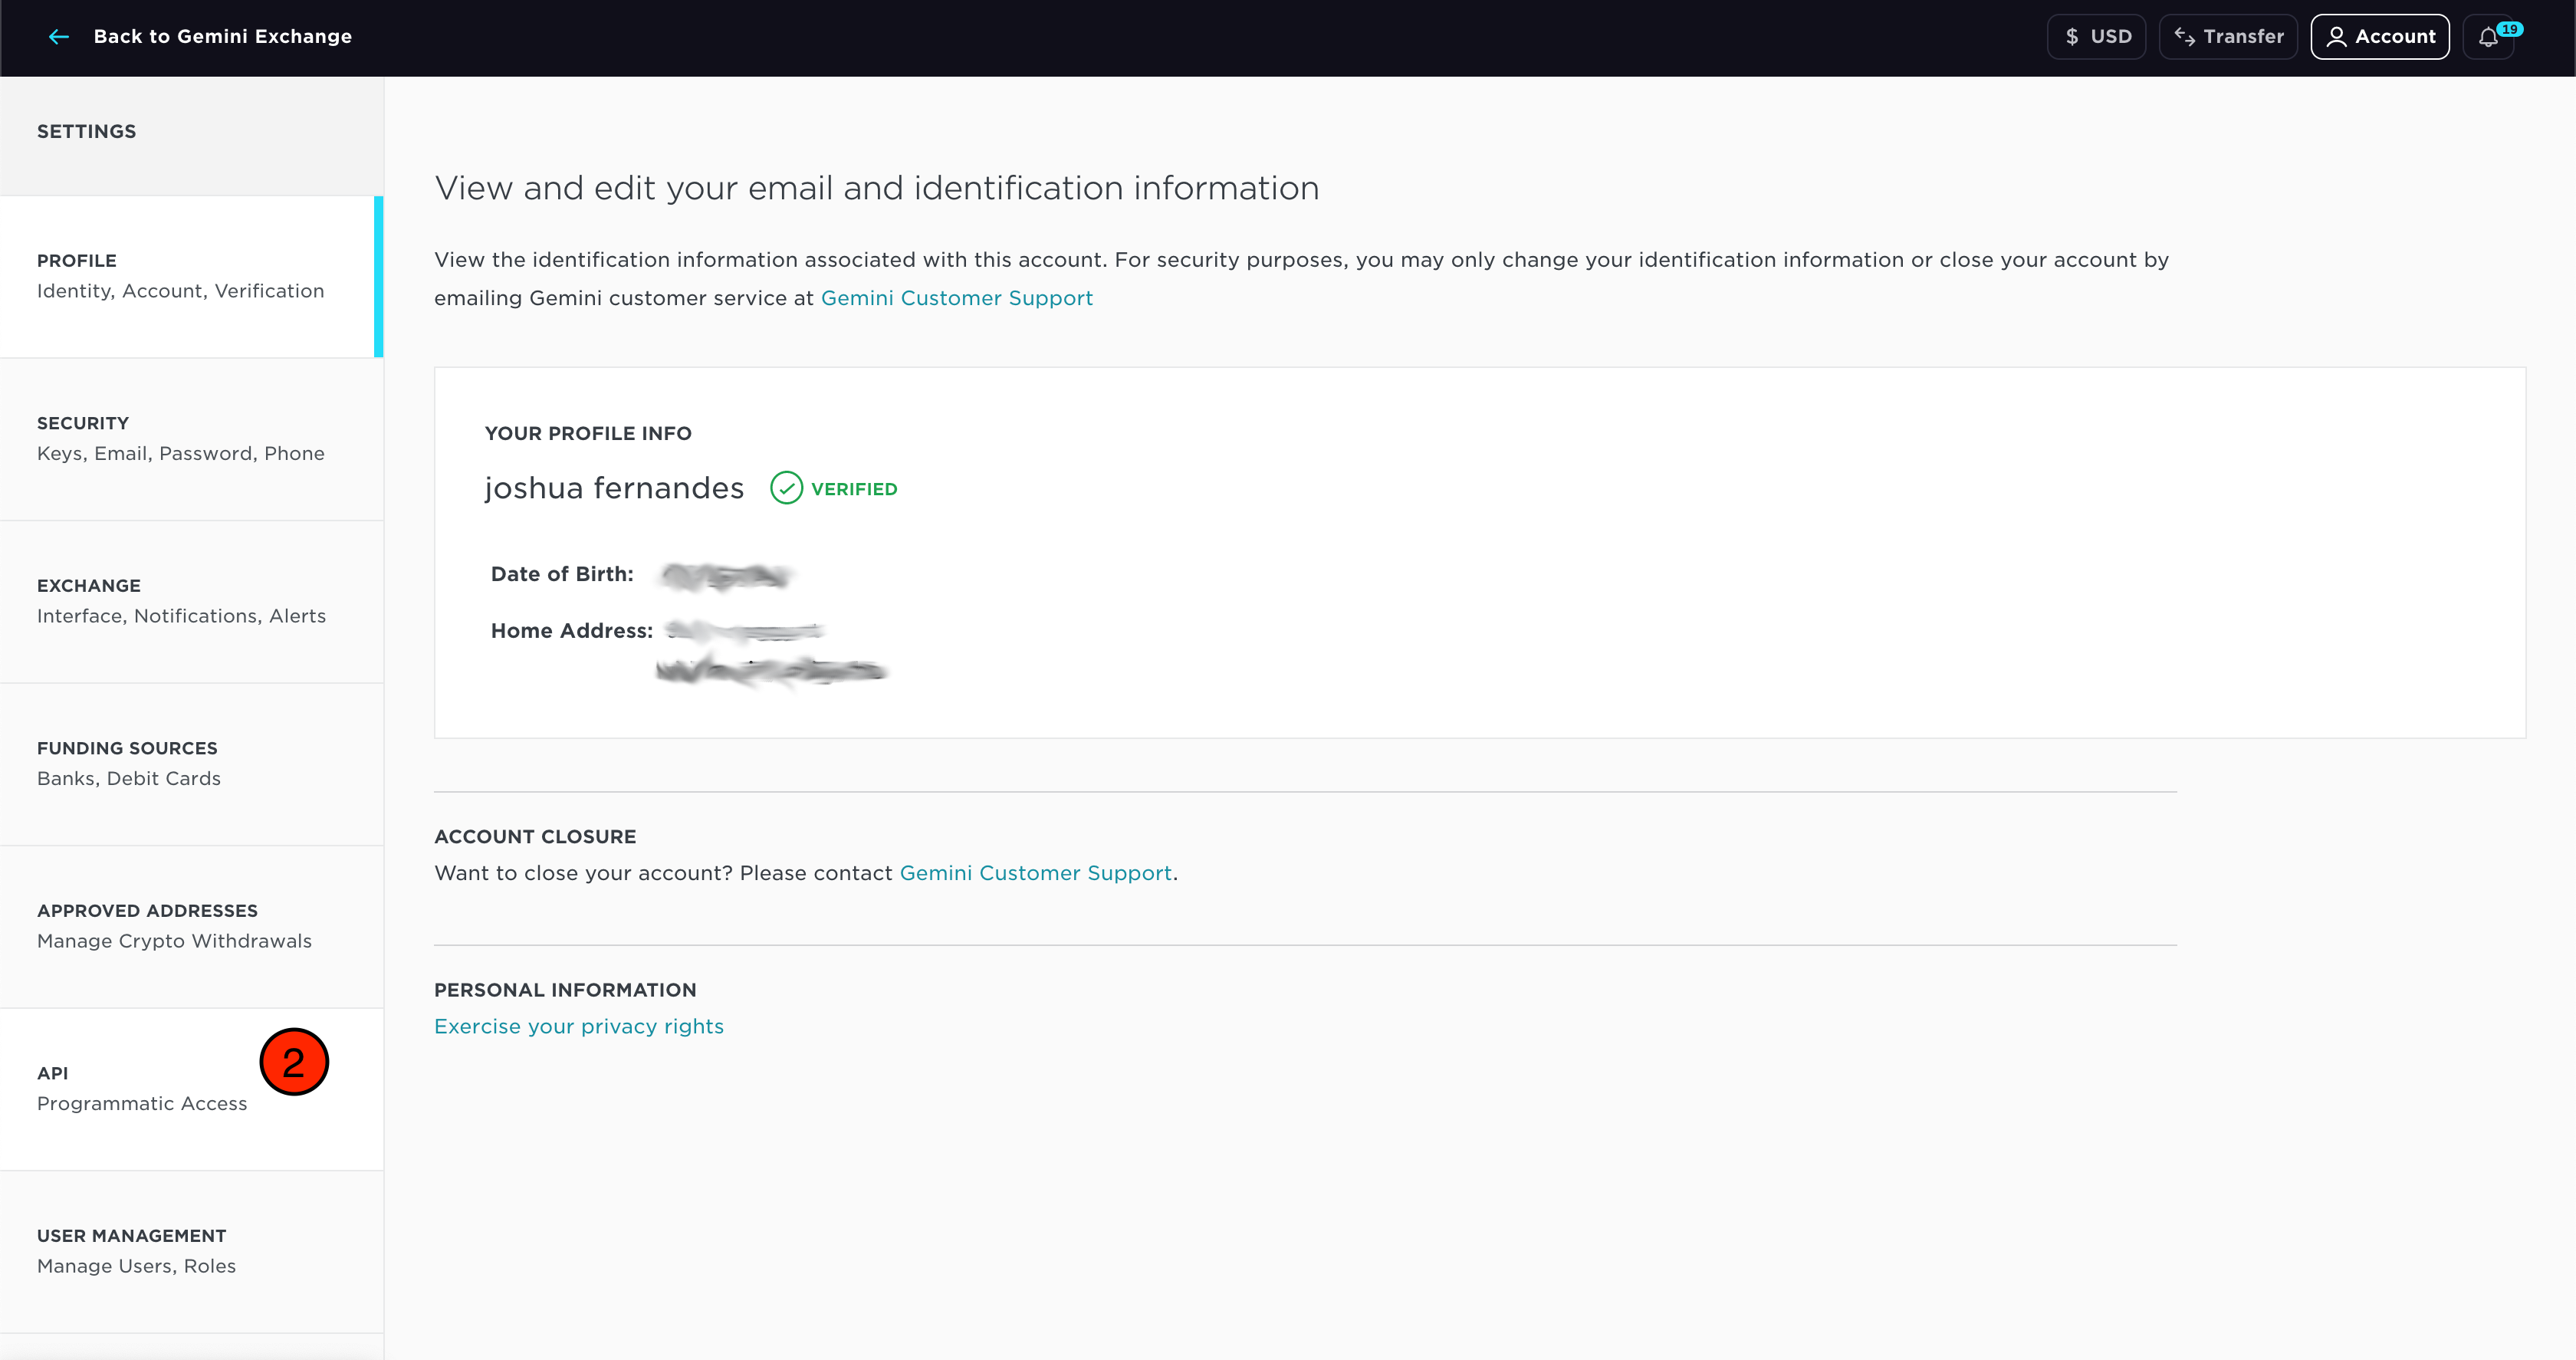 Back to Gemini Exchange
$ USD
Transfer
Account
19
SETTINGS
PROFILE
Identity, Account, Verification
SECURITY
Keys, Email, Password, Phone
EXCHANGE
Interface, Notifications, Alerts
FUNDING SOURCES
Banks, Debit Cards
APPROVED ADDRESSES
Manage Crypto Withdrawals
API
Programmatic Access
2
USER MANAGEMENT
Manage Users, Roles
View and edit your email and identification information
View the identification information associated with this account. For security purposes, you may only change your identification information or close your account by
emailing Gemini customer service at Gemini Customer Support
YOUR PROFILE INFO
joshua fernandes VERIFIED
Date of Birth:
Home Address:
ACCOUNT CLOSURE
Want to close your account? Please contact Gemini Customer Support.
PERSONAL INFORMATION
Exercise your privacy rights